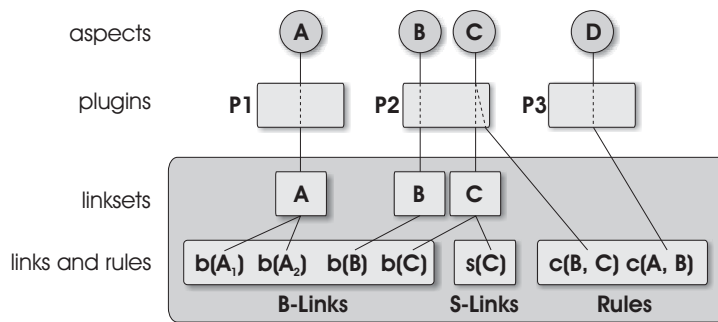 aspects A B C D
plugins P1 P2 P3
linksets A B C
links and rules b(A₁) b(A₂) b(B) b(C) s(C) c(B, C) c(A, B)
B-Links S-Links Rules